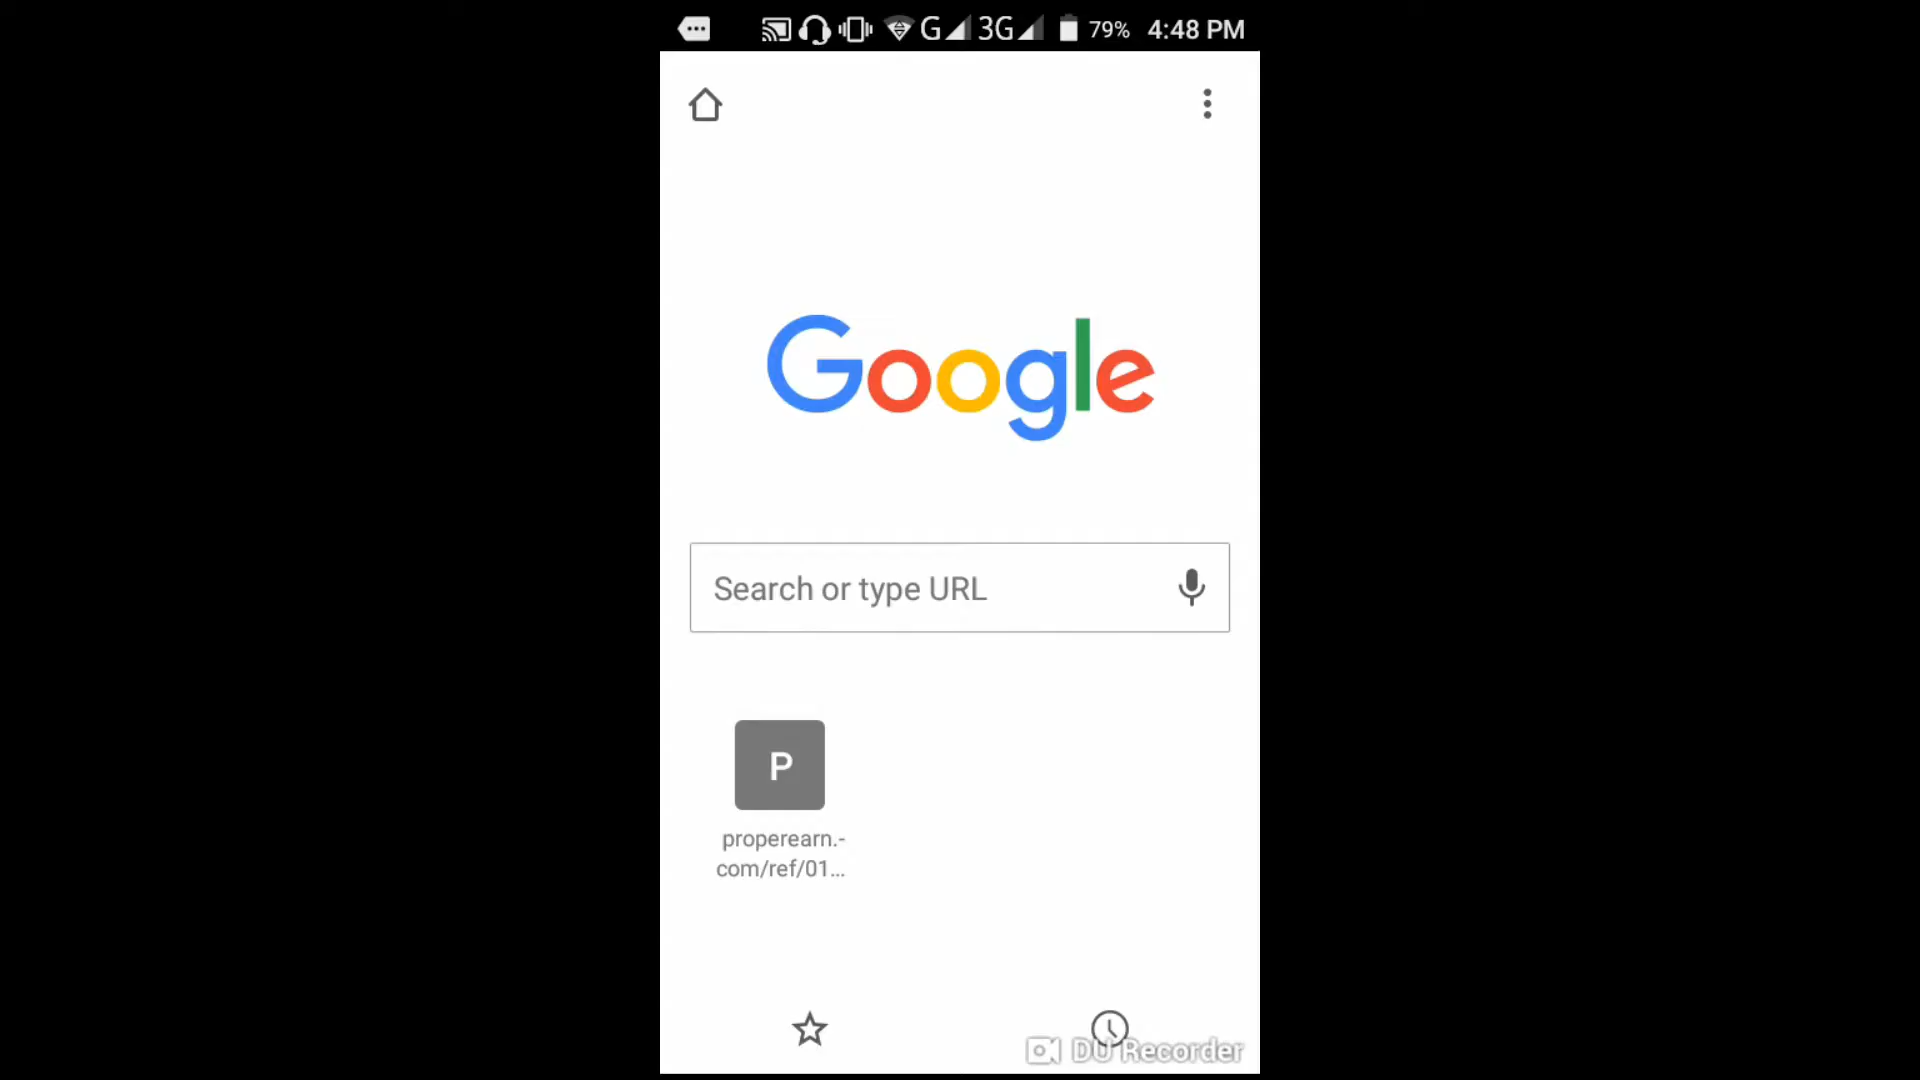 G 3G 79% 4:48 PM
Google
Search or type URL
P
properearn.-
com/ref/01...
DU Recorder